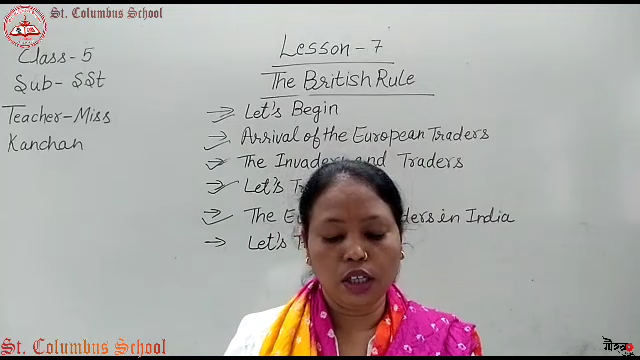 St. Columbus School
Class-5
Sub- SSt
Teacher-Miss
Kanchan
Lesson-7
The British Rule
Let's Begin
Arrival of the European Traders
The Invaders and Traders
Let's
The ders in India
Let's
St. Columbus School